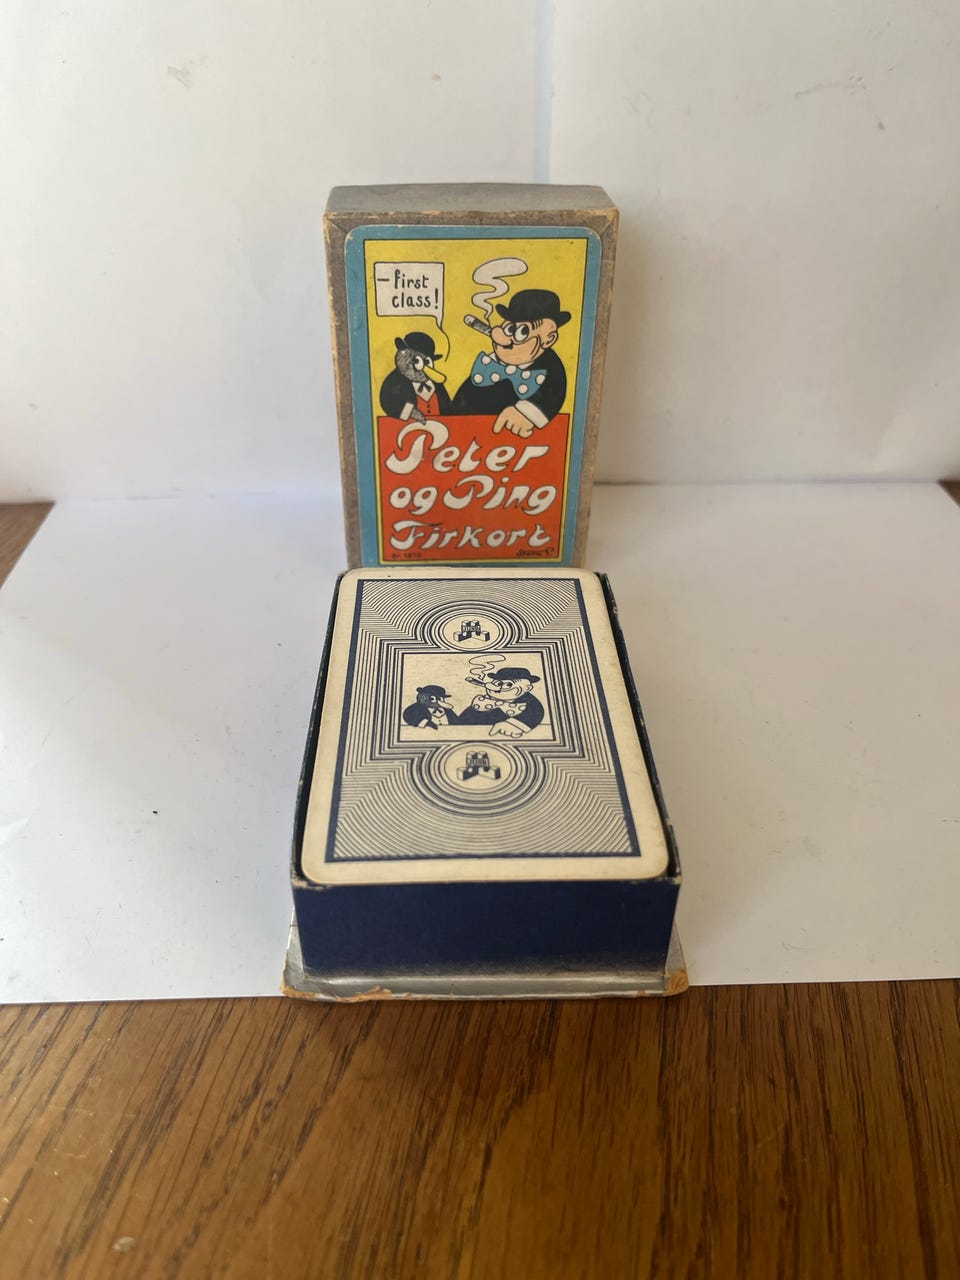 – first
class!
Peter
og Ping
Firkort